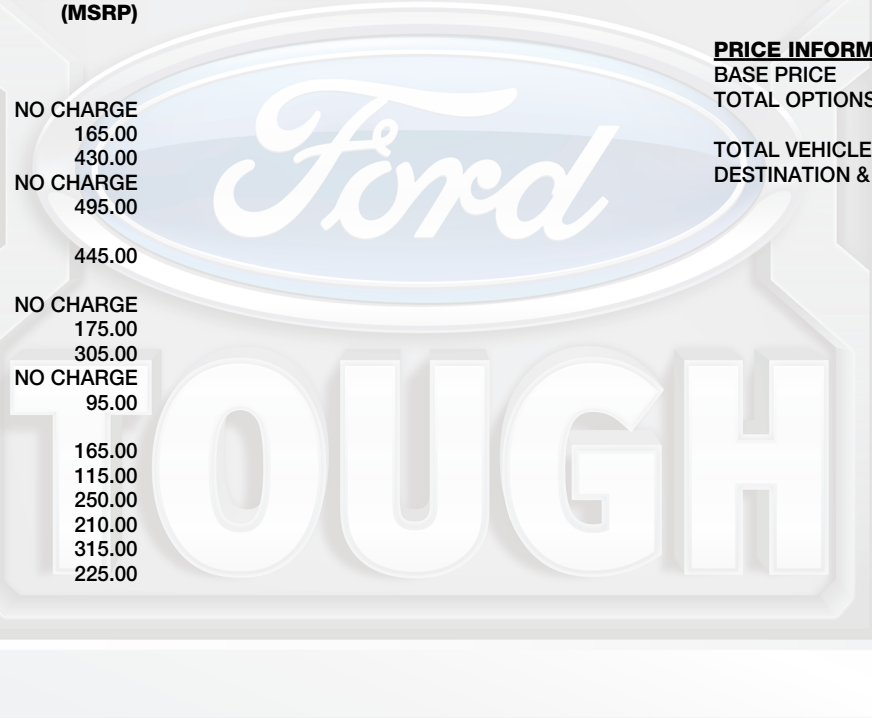 (MSRP)
NO CHARGE
165.00
430.00
NO CHARGE
495.00
445.00
NO CHARGE
175.00
305.00
NO CHARGE
95.00
165.00
115.00
250.00
210.00
315.00
225.00
PRICE INFORM
BASE PRICE
TOTAL OPTIONS
TOTAL VEHICLE
DESTINATION &
Ford
TOUGH